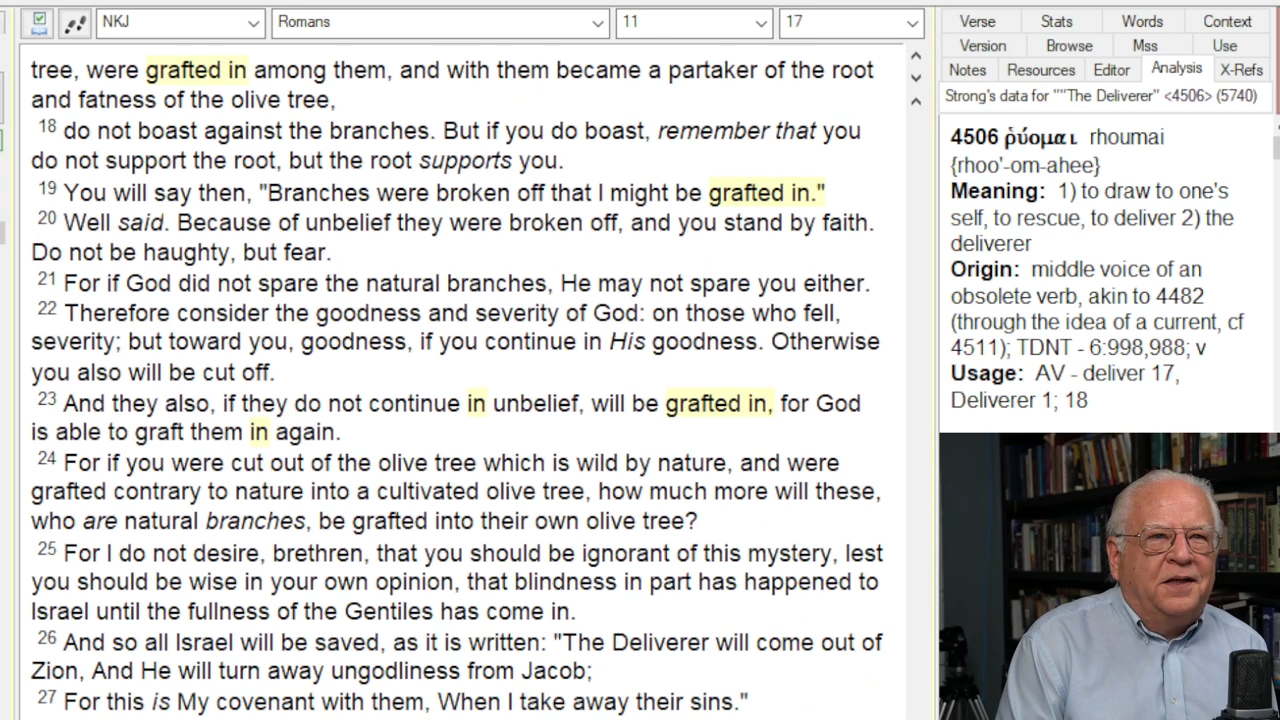 NKJ Romans 11 17
tree, were grafted in among them, and with them became a partaker of the root
and fatness of the olive tree,
18 do not boast against the branches. But if you do boast, remember that you
do not support the root, but the root supports you.
19 You will say then, "Branches were broken off that I might be grafted in."
20 Well said. Because of unbelief they were broken off, and you stand by faith.
Do not be haughty, but fear.
21 For if God did not spare the natural branches, He may not spare you either.
22 Therefore consider the goodness and severity of God: on those who fell,
severity; but toward you, goodness, if you continue in His goodness. Otherwise
you also will be cut off.
23 And they also, if they do not continue in unbelief, will be grafted in, for God
is able to graft them in again.
24 For if you were cut out of the olive tree which is wild by nature, and were
grafted contrary to nature into a cultivated olive tree, how much more will these,
who are natural branches, be grafted into their own olive tree?
25 For I do not desire, brethren, that you should be ignorant of this mystery, lest
you should be wise in your own opinion, that blindness in part has happened to
Israel until the fullness of the Gentiles has come in.
26 And so all Israel will be saved, as it is written: "The Deliverer will come out of
Zion, And He will turn away ungodliness from Jacob;
27 For this is My covenant with them, When I take away their sins."
Verse Stats Words Context
Version Browse Mss Use
Notes Resources Editor Analysis X-Refs
Strong's data for ""The Deliverer" <4506> (5740)
4506 ῥύομαι rhoumai
{rhoo'-om-ahee}
Meaning: 1) to draw to one's
self, to rescue, to deliver 2) the
deliverer
Origin: middle voice of an
obsolete verb, akin to 4482
(through the idea of a current, cf
4511); TDNT - 6:998,988; v
Usage: AV - deliver 17,
Deliverer 1; 18